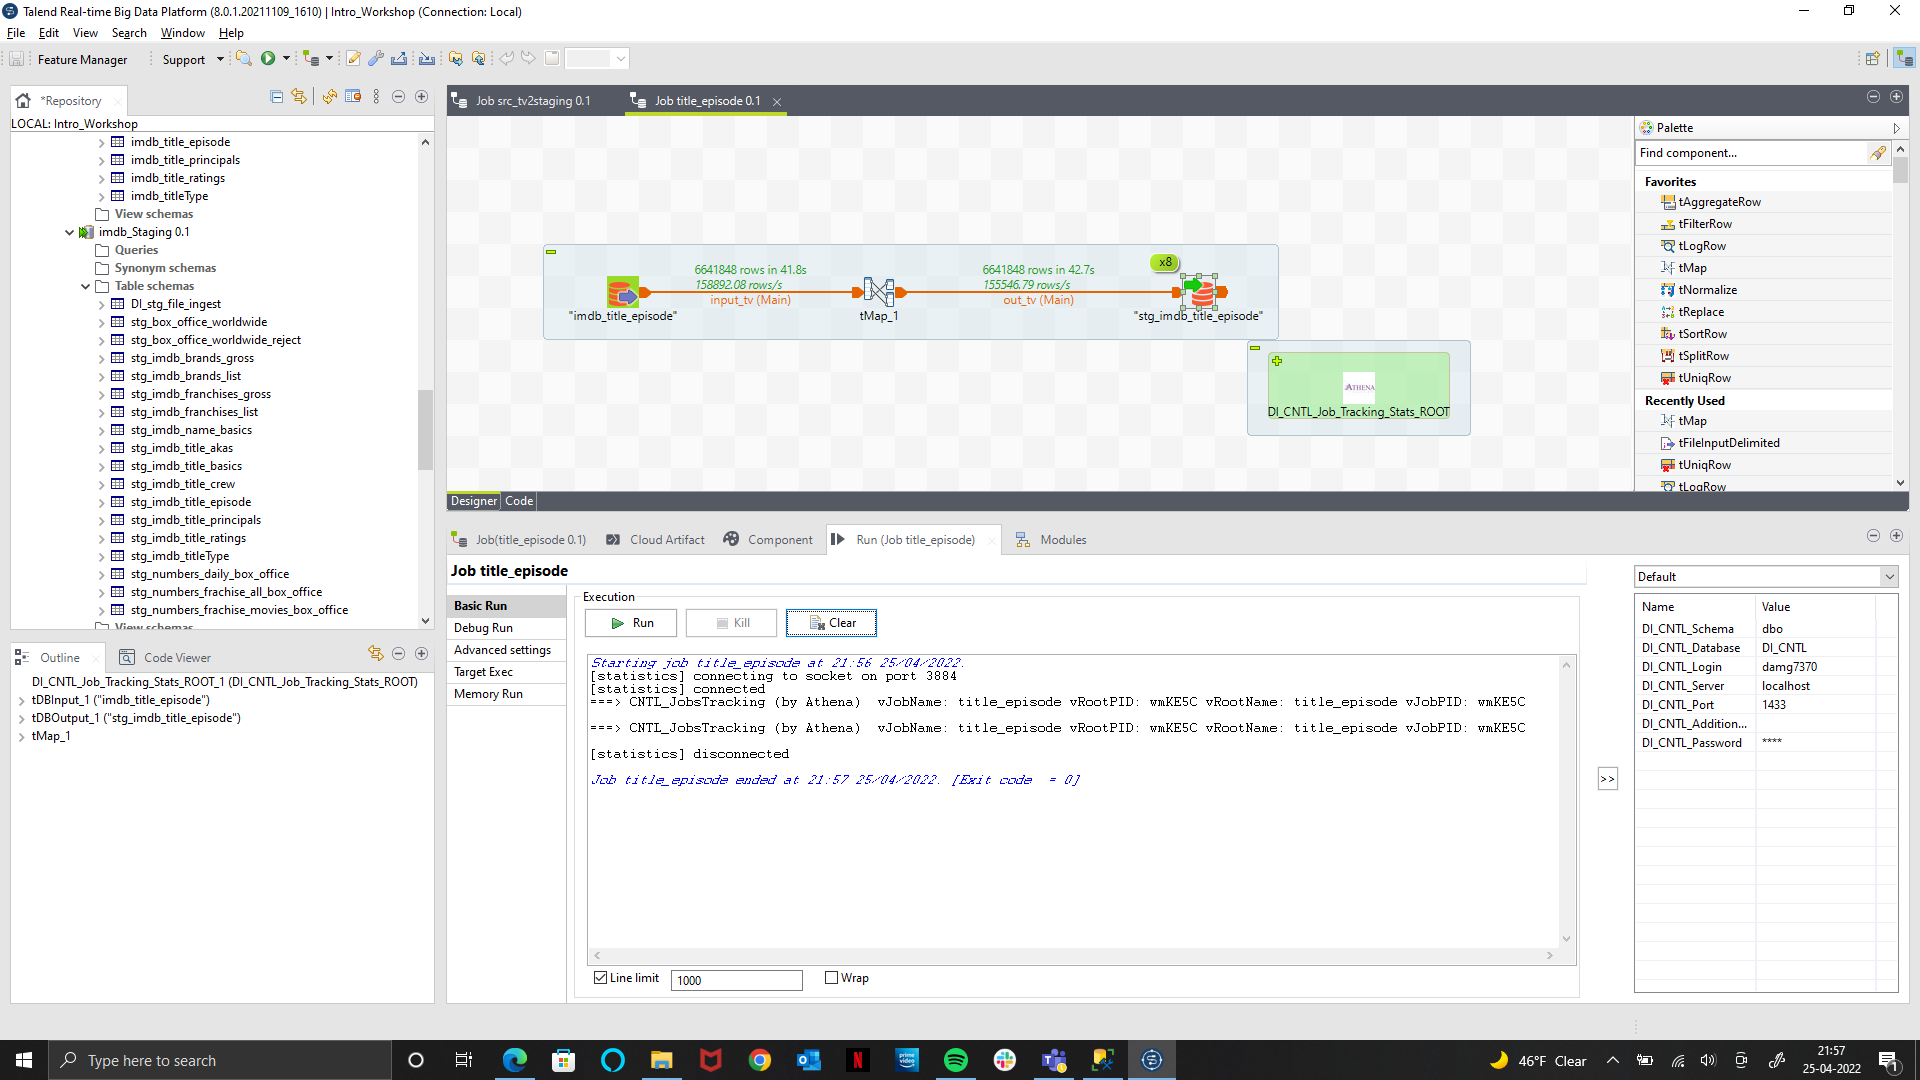 Talend Real-time Big Data Platform (8.0.1.20211109_1610) | Intro_Workshop (Connection: Local)
File Edit View Search Window Help
Feature Manager Support
*Repository
LOCAL: Intro_Workshop
imdb_title_episode
imdb_title_principals
imdb_title_ratings
imdb_titleType
View schemas
imdb_Staging 0.1
Queries
Synonym schemas
Table schemas
DI_stg_file_ingest
stg_box_office_worldwide
stg_box_office_worldwide_reject
stg_imdb_brands_gross
stg_imdb_brands_list
stg_imdb_franchises_gross
stg_imdb_franchises_list
stg_imdb_name_basics
stg_imdb_title_akas
stg_imdb_title_basics
stg_imdb_title_crew
stg_imdb_title_episode
stg_imdb_title_principals
stg_imdb_title_ratings
stg_imdb_titleType
stg_numbers_daily_box_office
stg_numbers_frachise_all_box_office
stg_numbers_frachise_movies_box_office
View schemas
Outline Code Viewer
DI_CNTL_Job_Tracking_Stats_ROOT_1 (DI_CNTL_Job_Tracking_Stats_ROOT)
tDBInput_1 ("imdb_title_episode")
tDBOutput_1 ("stg_imdb_title_episode")
tMap_1
Job src_tv2staging 0.1 Job title_episode 0.1
6641848 rows in 41.8s
158892.08 rows/s
input_tv (Main)
6641848 rows in 42.7s
155546.79 rows/s
out_tv (Main)
x8
"imdb_title_episode" tMap_1 "stg_imdb_title_episode"
ATHENA
DI_CNTL_Job_Tracking_Stats_ROOT
Designer Code
Palette
Find component...
Favorites
tAggregateRow
tFilterRow
tLogRow
tMap
tNormalize
tReplace
tSortRow
tSplitRow
tUniqRow
Recently Used
tMap
tFileInputDelimited
tUniqRow
tLogRow
Job(title_episode 0.1) Cloud Artifact Component Run (Job title_episode) Modules
Job title_episode
Basic Run
Debug Run
Advanced settings
Target Exec
Memory Run
Execution
Run Kill Clear
Starting job title_episode at 21:56 25/04/2022.
[statistics] connecting to socket on port 3884
[statistics] connected
===> CNTL_JobsTracking (by Athena)  vJobName: title_episode vRootPID: wmKE5C vRootName: title_episode vJobPID: wmKE5C
===> CNTL_JobsTracking (by Athena)  vJobName: title_episode vRootPID: wmKE5C vRootName: title_episode vJobPID: wmKE5C
[statistics] disconnected
Job title_episode ended at 21:57 25/04/2022. [Exit code  = 0]
Line limit 1000 Wrap
>>
Default
Name Value
DI_CNTL_Schema dbo
DI_CNTL_Database DI_CNTL
DI_CNTL_Login damg7370
DI_CNTL_Server localhost
DI_CNTL_Port 1433
DI_CNTL_Addition...
DI_CNTL_Password ****
Type here to search
prime video
46°F Clear
21:57
25-04-2022
1